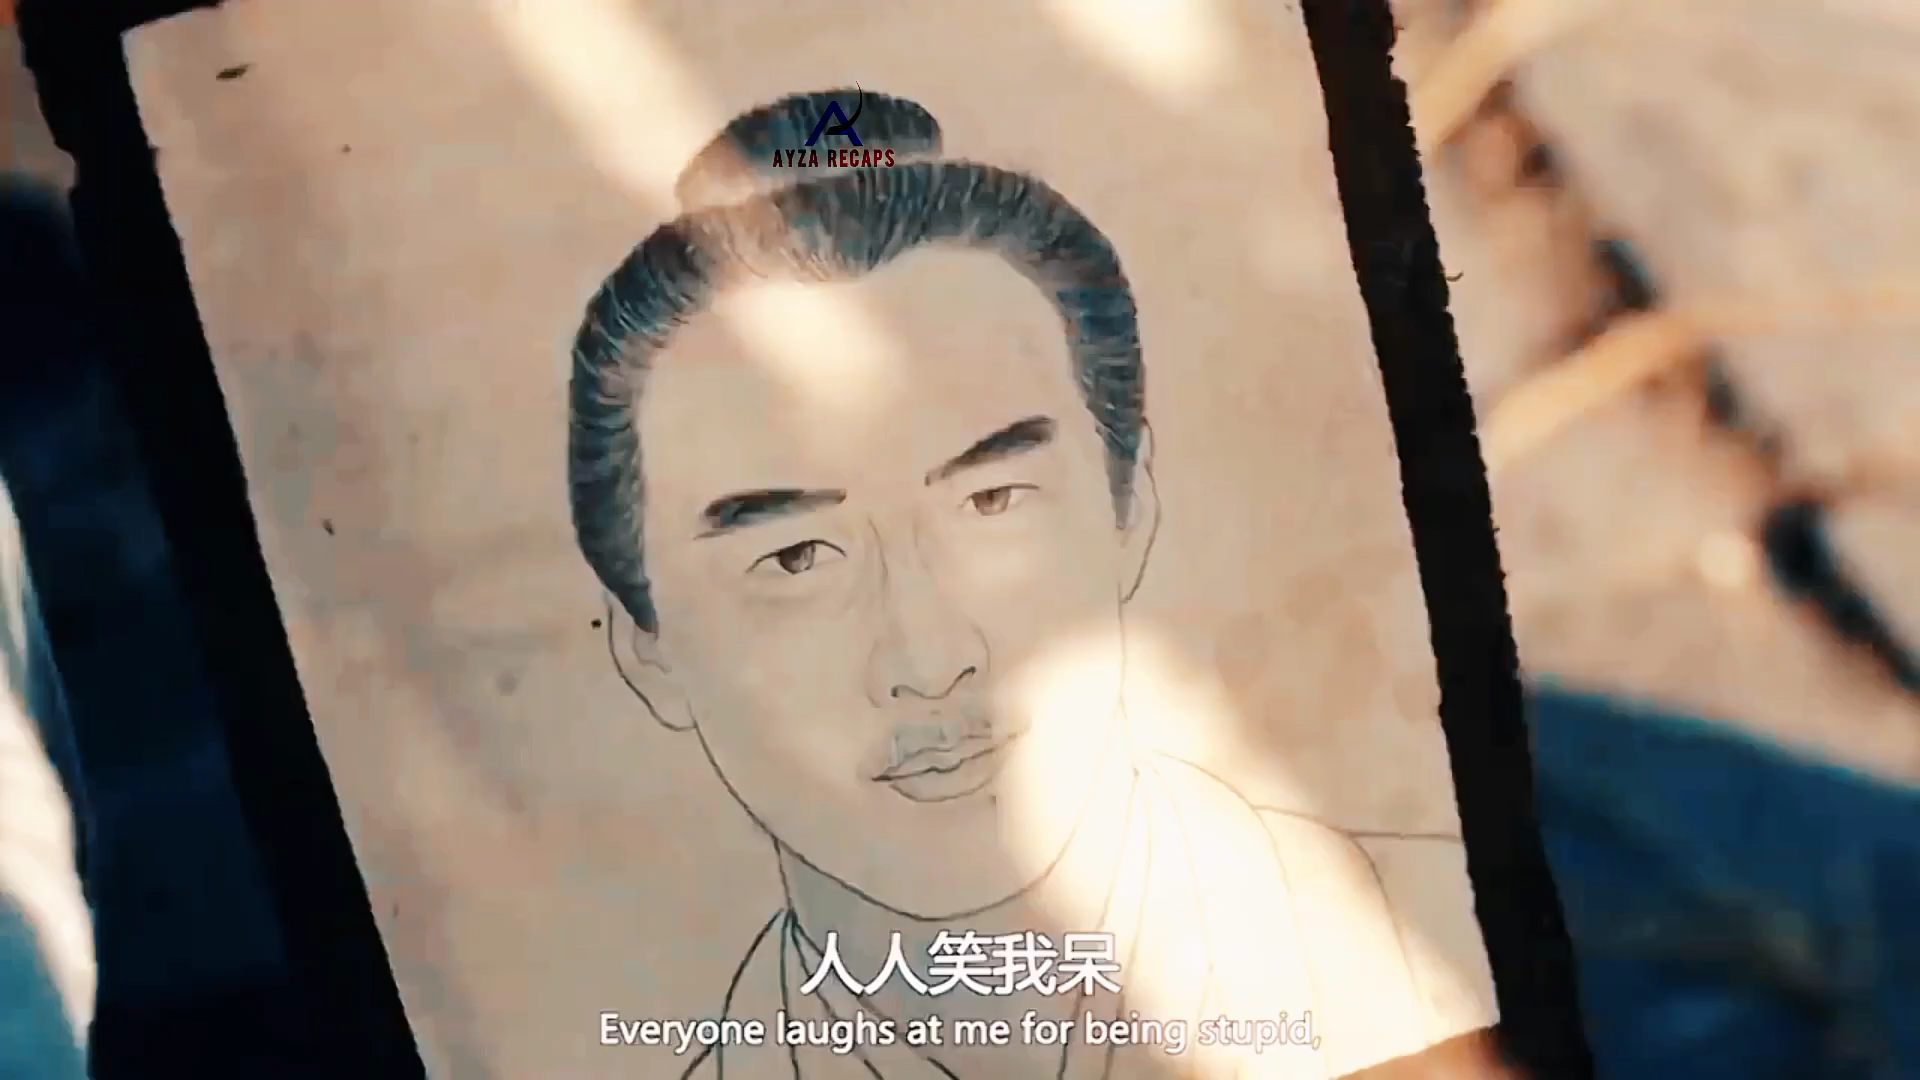 AYZA RECAPS
人人笑我呆
Everyone laughs at me for being stupid,